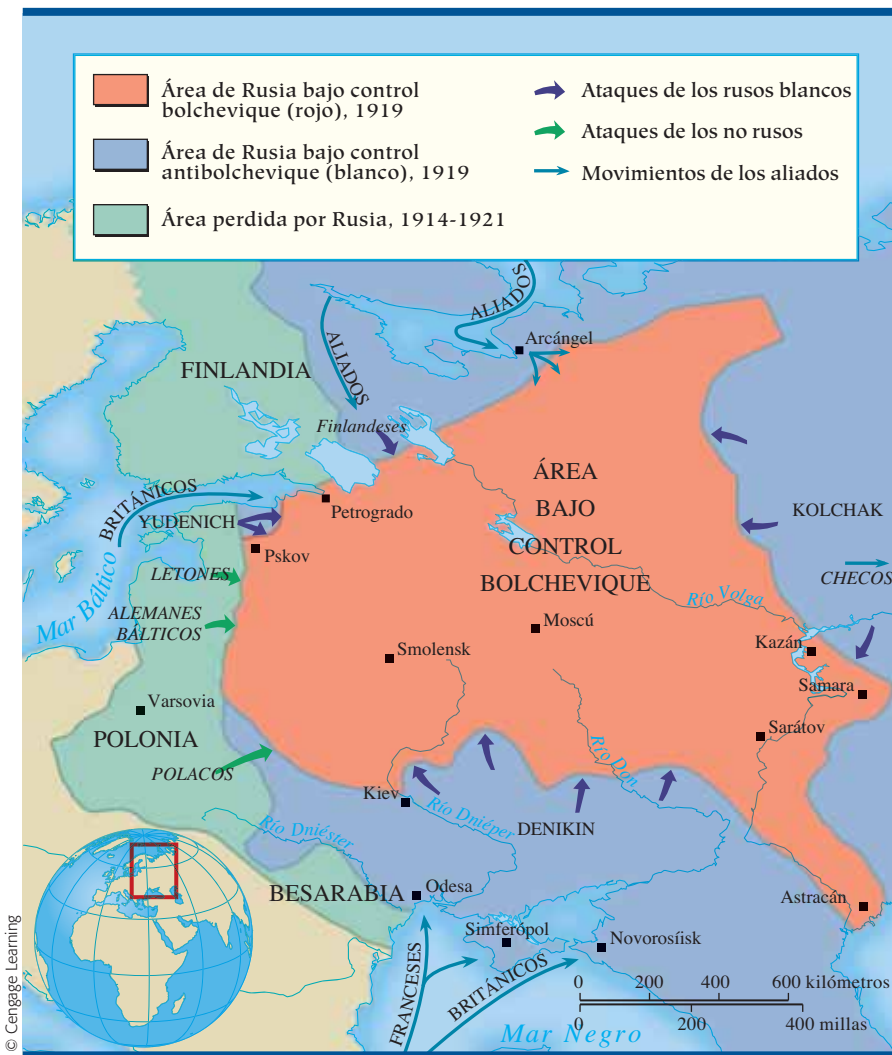 Área de Rusia bajo control
bolchevique (rojo), 1919
Área de Rusia bajo control
antibolchevique (blanco), 1919
Área perdida por Rusia, 1914-1921
Ataques de los rusos blancos
Ataques de los no rusos
Movimientos de los aliados
ALIADOS
Arcángel
ALIADOS
FINLANDIA
Finlandeses
ÁREA
BAJO
CONTROL
BOLCHEVIQUE
BRITÁNICOS
YUDENICH
Petrogrado
Pskov
KOLCHAK
CHECOS
LETONES
Mar Báltico
ALEMANES
BÁLTICOS
Río Volga
Moscú
Kazán
Smolensk
Samara
Varsovia
Sarátov
POLONIA
POLACOS
Río Don
Kiev
Río Dniéper
DENIKIN
Río Dniéster
BESARABIA
Odesa
Astracán
Simferópol
Novorosíisk
FRANCESES
BRITÁNICOS
Mar Negro
0 200 400 600 kilómetros
0 200 400 millas
© Cengage Learning